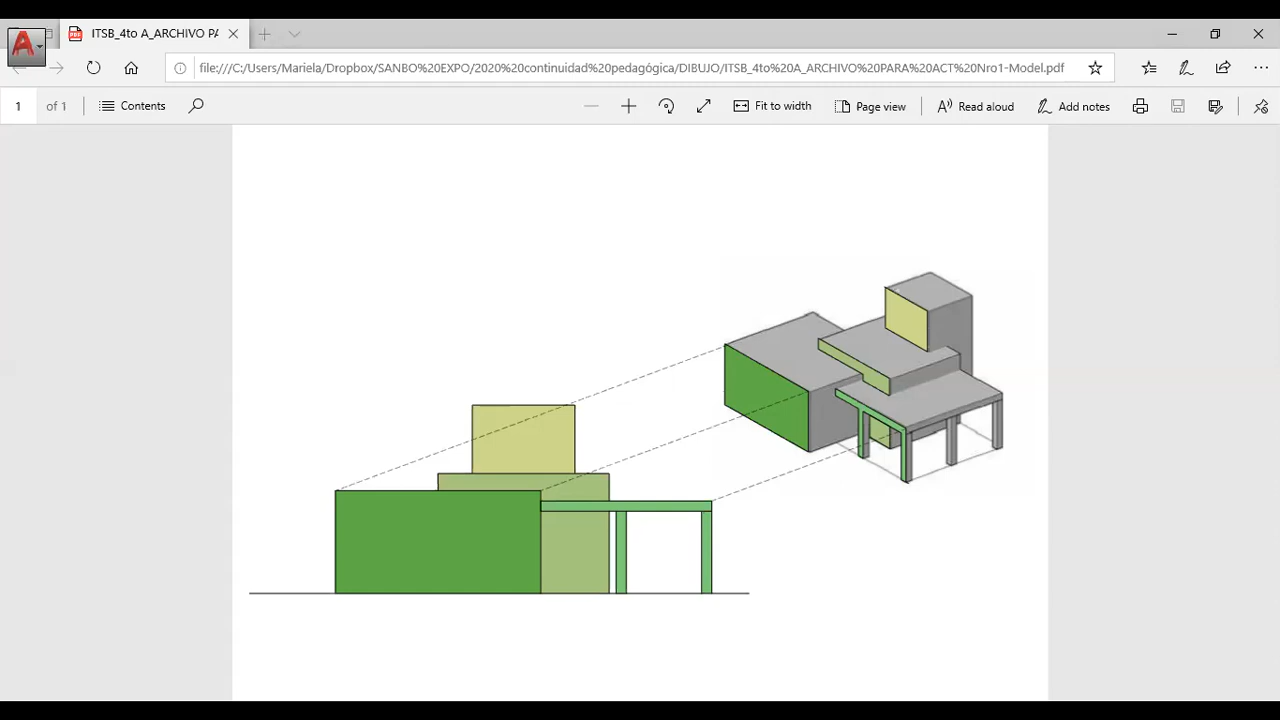 ITSB_4to A_ARCHIVO PA
file:///C:/Users/Mariela/Dropbox/SANBO%20EXPO/2020%20continuidad%20pedagógica/DIBUJO/ITSB_4to%20A_ARCHIVO%20PARA%20ACT%20Nro1-Model.pdf
1 of 1 Contents Fit to width Page view Read aloud Add notes